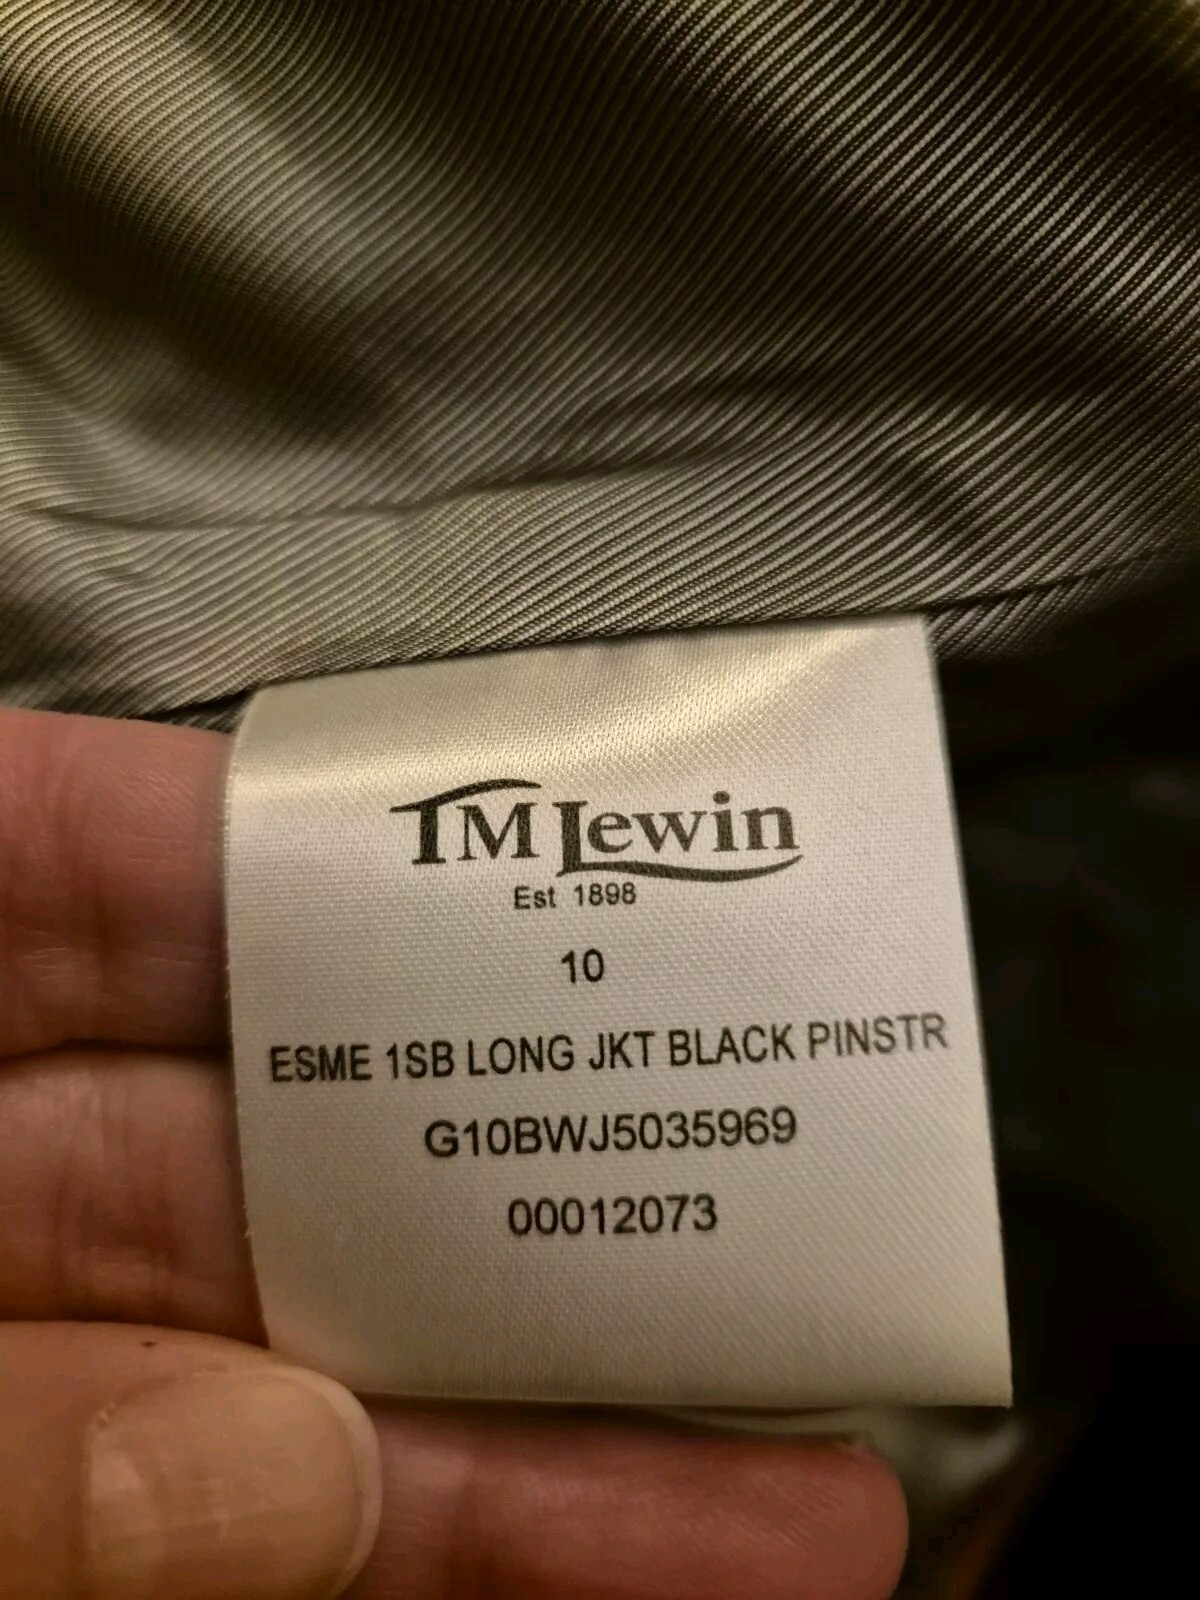 TM Lewin
Est 1898
10
ESME 1SB LONG JKT BLACK PINSTR
G10BWJ5035969
00012073